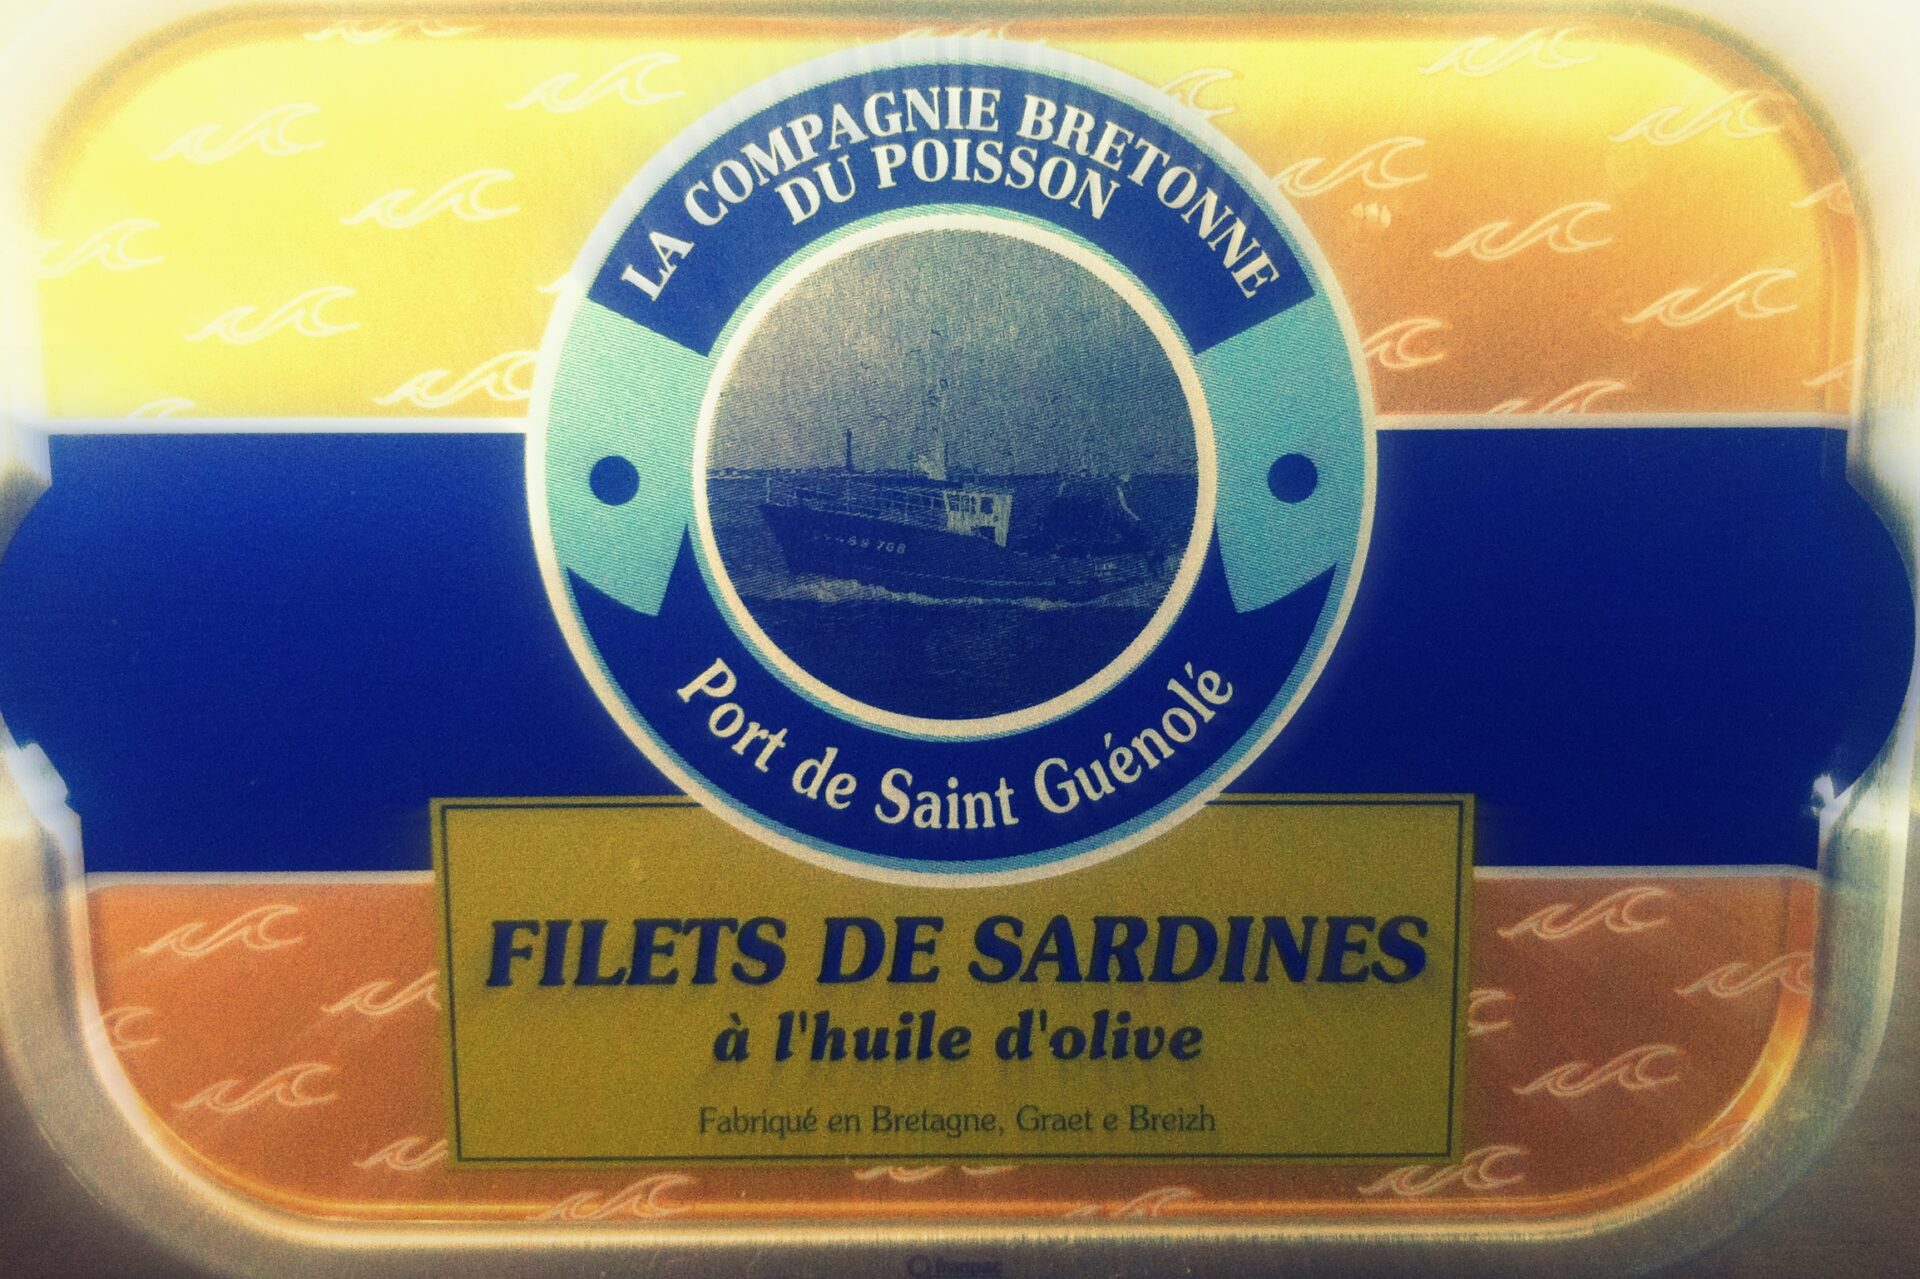 LA COMPAGNIE BRETONNE
DU POISSON
768
Port de Saint Guénolé
FILETS DE SARDINES
à l'huile d'olive
Fabriqué en Bretagne, Graet e Breizh